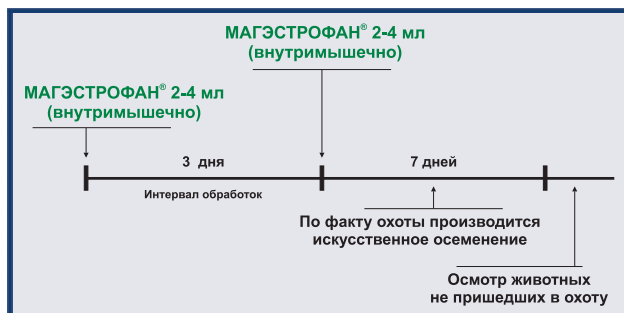 МАГЭСТРОФАН® 2-4 мл
(внутримышечно)
МАГЭСТРОФАН® 2-4 мл
(внутримышечно)
3 дня
7 дней
Интервал обработок
По факту охоты производится
искусственное осеменение
Осмотр животных
не пришедших в охоту